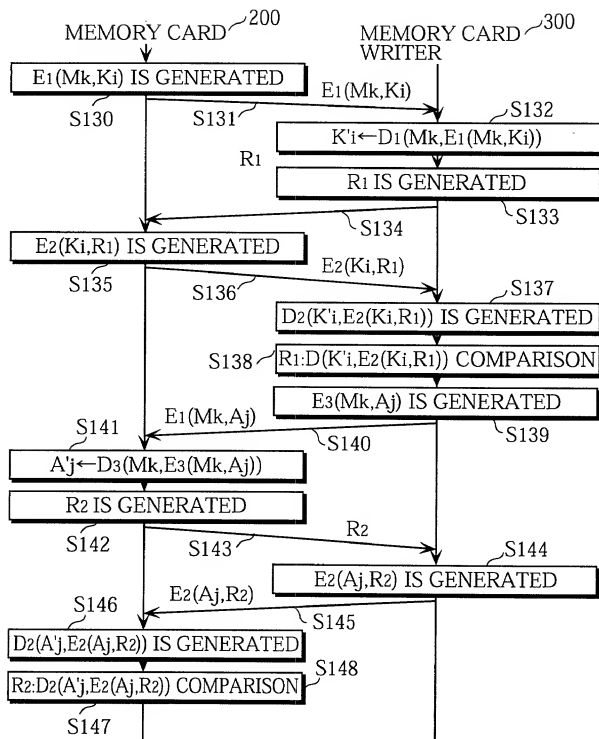 MEMORY CARD 200
MEMORY CARD WRITER 300
E1(Mk,Ki) IS GENERATED
S130
S131
E1(Mk,Ki)
S132
K'i←D1(Mk,E1(Mk,Ki))
R1
R1 IS GENERATED
S133
S134
E2(Ki,R1) IS GENERATED
S135
S136
E2(Ki,R1)
S137
D2(K'i,E2(Ki,R1)) IS GENERATED
S138
R1:D(K'i,E2(Ki,R1)) COMPARISON
E3(Mk,Aj) IS GENERATED
S139
E1(Mk,Aj)
S140
S141
A'j←D3(Mk,E3(Mk,Aj))
R2 IS GENERATED
S142
S143
R2
S144
E2(Aj,R2) IS GENERATED
E2(Aj,R2)
S145
S146
D2(A'j,E2(Aj,R2)) IS GENERATED
R2:D2(A'j,E2(Aj,R2)) COMPARISON
S148
S147